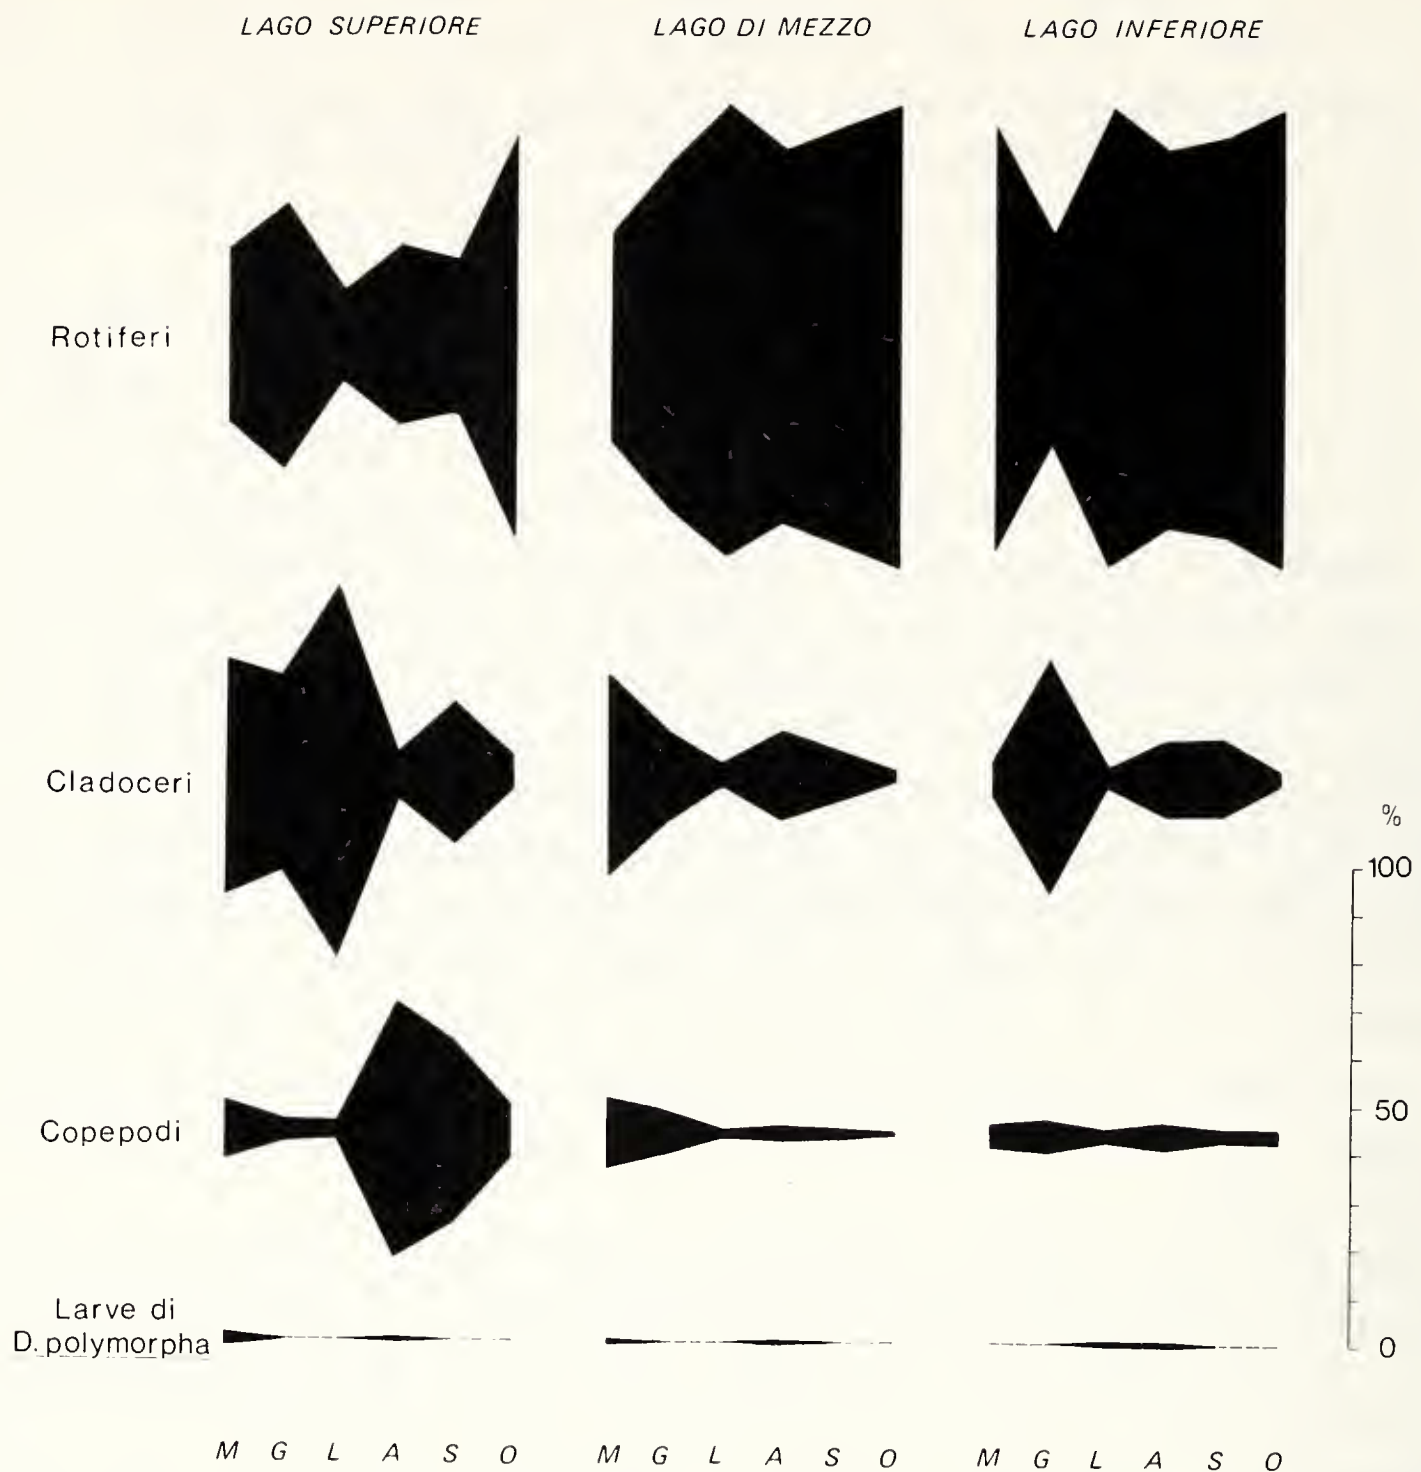 LAGO SUPERIORE LAGO DI MEZZO LAGO INFERIORE
Rotiferi
Cladoceri
%
100
Copepodi
50
Larve di
D. polymorpha
0
M G L A S O M G L A S O M G L A S O